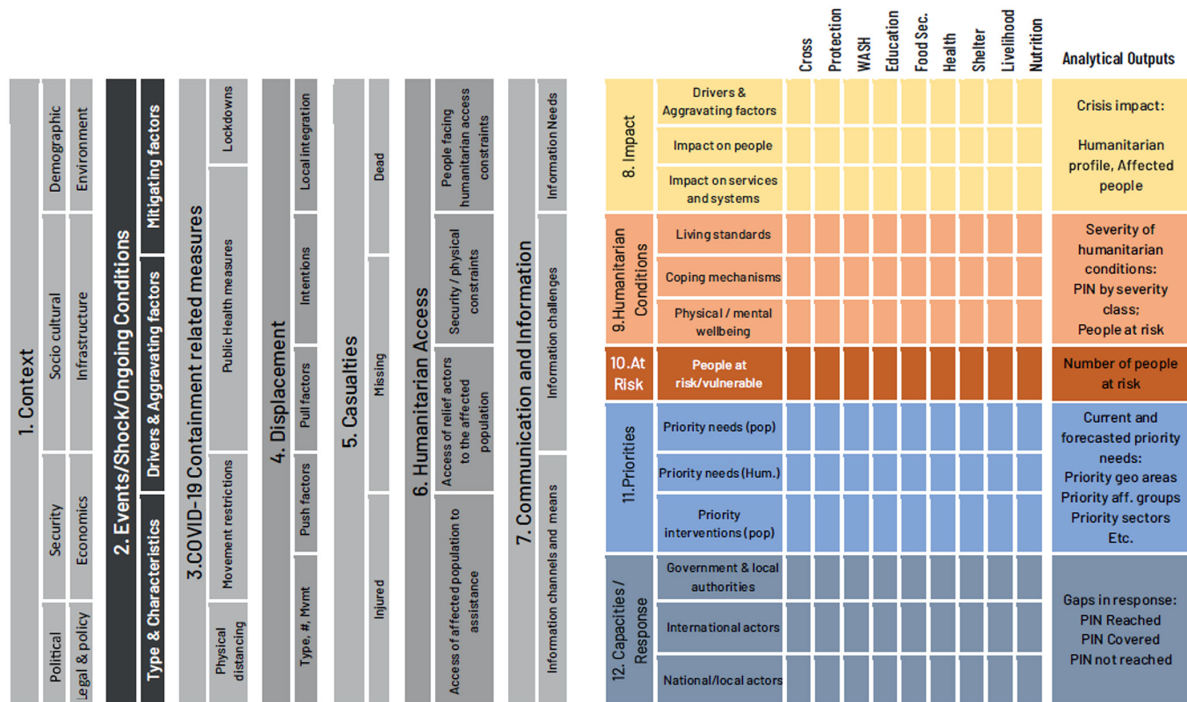 1. Context
Political
Security
Socio cultural
Demographic
Legal & policy
Economics
Infrastructure
Environment
2. Events/Shock/Ongoing Conditions
Type & Characteristics
Drivers & Aggravating factors
Mitigating factors
3.COVID-19 Containment related measures
Physical
distancing
Movement restrictions
Public Health measures
Lockdowns
4. Displacement
Type, #, Mvmt
Push factors
Pull factors
Intentions
Local integration
5. Casualties
Injured
Missing
Dead
6. Humanitarian Access
Access of affected population to
assistance
Access of relief actors
to the affected
population
Security / physical
constraints
People facing
humanitarian access
constraints
7. Communication and Information
Information channels and means
Information challenges
Information Needs
Cross
Protection
WASH
Education
Food Sec.
Health
Shelter
Livelihood
Nutrition
Analytical Outputs
8. Impact
Drivers &
Aggravating factors
Impact on people
Impact on services
and systems
Crisis impact:
Humanitarian
profile, Affected
people
9.Humanitarian
Conditions
Living standards
Coping mechanisms
Physical / mental
wellbeing
Severity of
humanitarian
conditions:
PIN by severity
class;
People at risk
10.At
Risk
People at
risk/vulnerable
Number of people
at risk
11.Priorities
Priority needs (pop)
Priority needs (Hum.)
Priority
interventions (pop)
Current and
forecasted priority
needs:
Priority geo areas
Priority aff. groups
Priority sectors
Etc.
12. Capacities /
Response
Government & local
authorities
International actors
National/local actors
Gaps in response:
PIN Reached
PIN Covered
PIN not reached